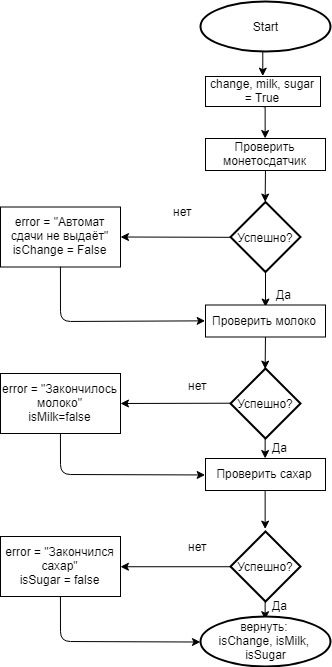 Start
change, milk, sugar
= True
Проверить
монетосдатчик
нет
Успешно?
error = "Автомат
сдачи не выдаёт"
isChange = False
Да
Проверить молоко
нет
Успешно?
error = "Закончилось
молоко"
isMilk=false
Да
Проверить сахар
нет
Успешно?
error = "Закончился
сахар"
isSugar = false
Да
вернуть:
isChange, isMilk,
isSugar